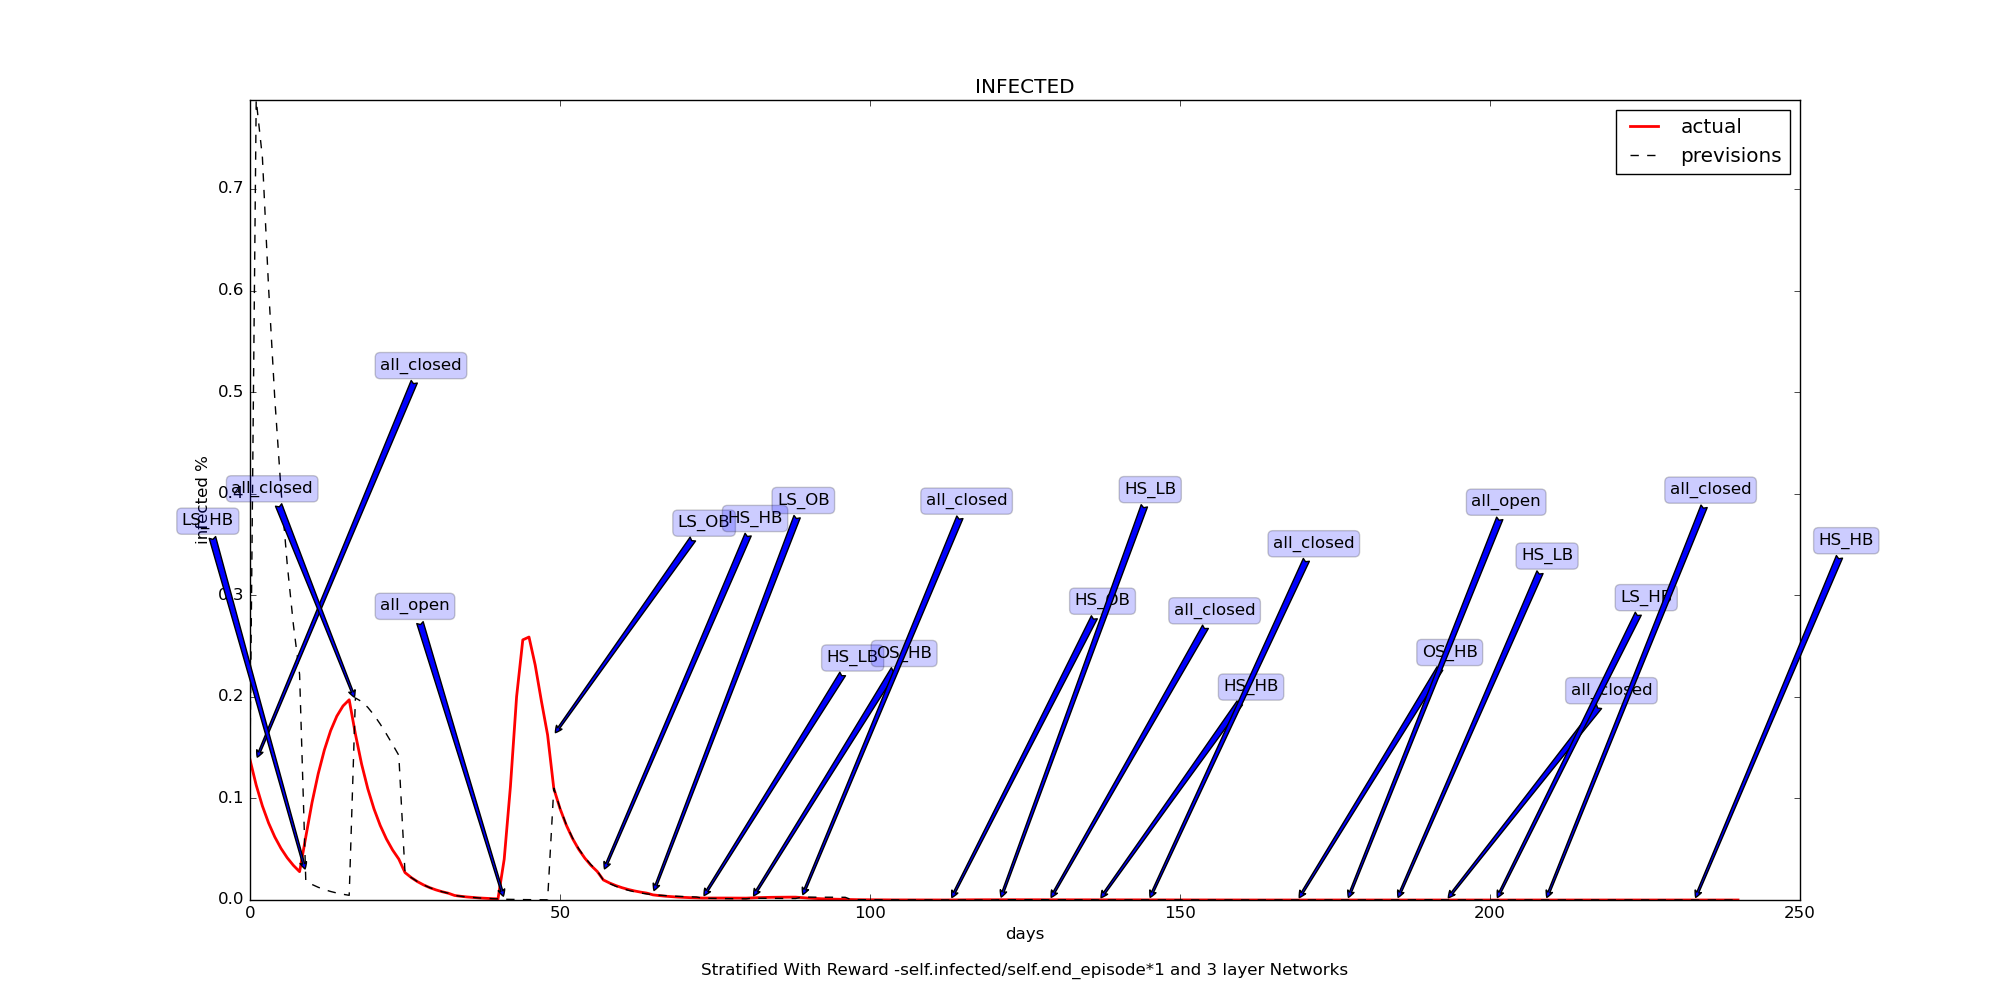 INFECTED
actual
previsions
0.7
0.6
0.5
0.4
0.3
0.2
0.1
0.0
infected %
all_closed
all_closed
LS_HB
all_open
LS_OB
HS_HB
LS_OB
all_closed
HS_LB
OS_HB
HS_LB
HS_OB
all_closed
all_closed
HS_HB
all_open
HS_LB
OS_HB
LS_HB
all_closed
all_closed
HS_HB
0
50
100
150
200
250
days
Stratified With Reward -self.infected/self.end_episode*1 and 3 layer Networks